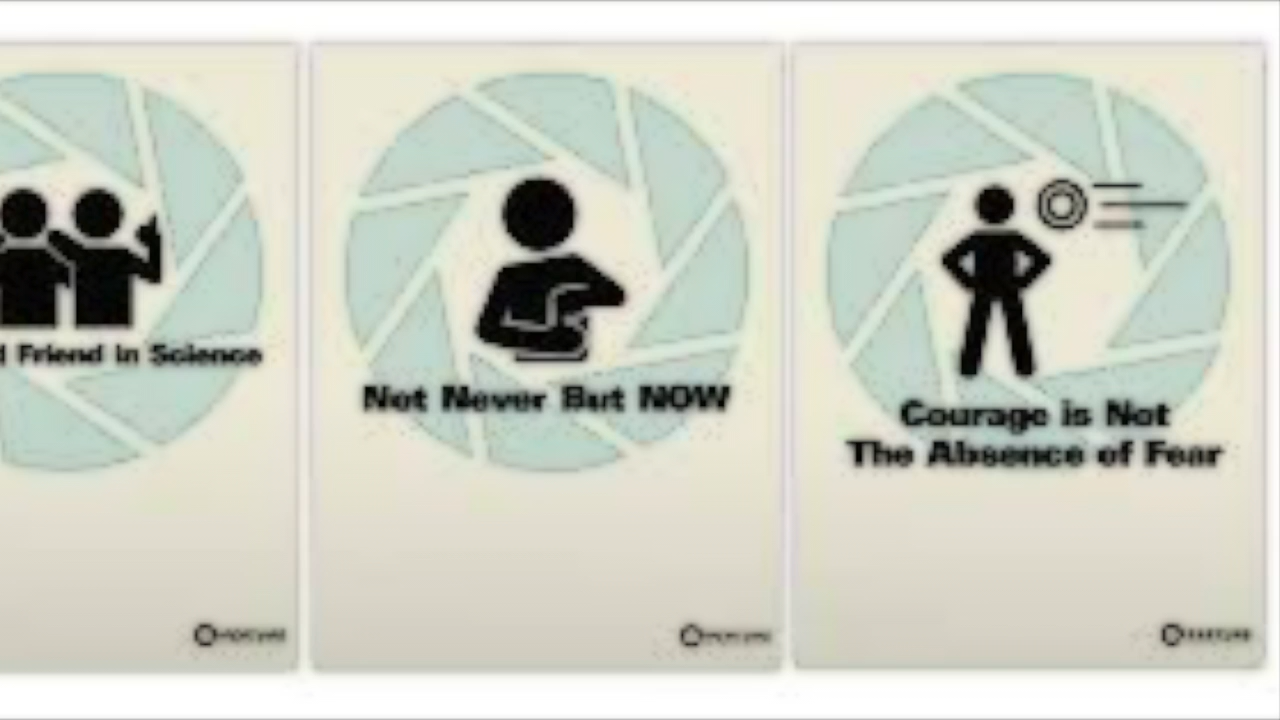 Friend In Science
Not Never But NOW
Courage is Not
The Absence of Fear